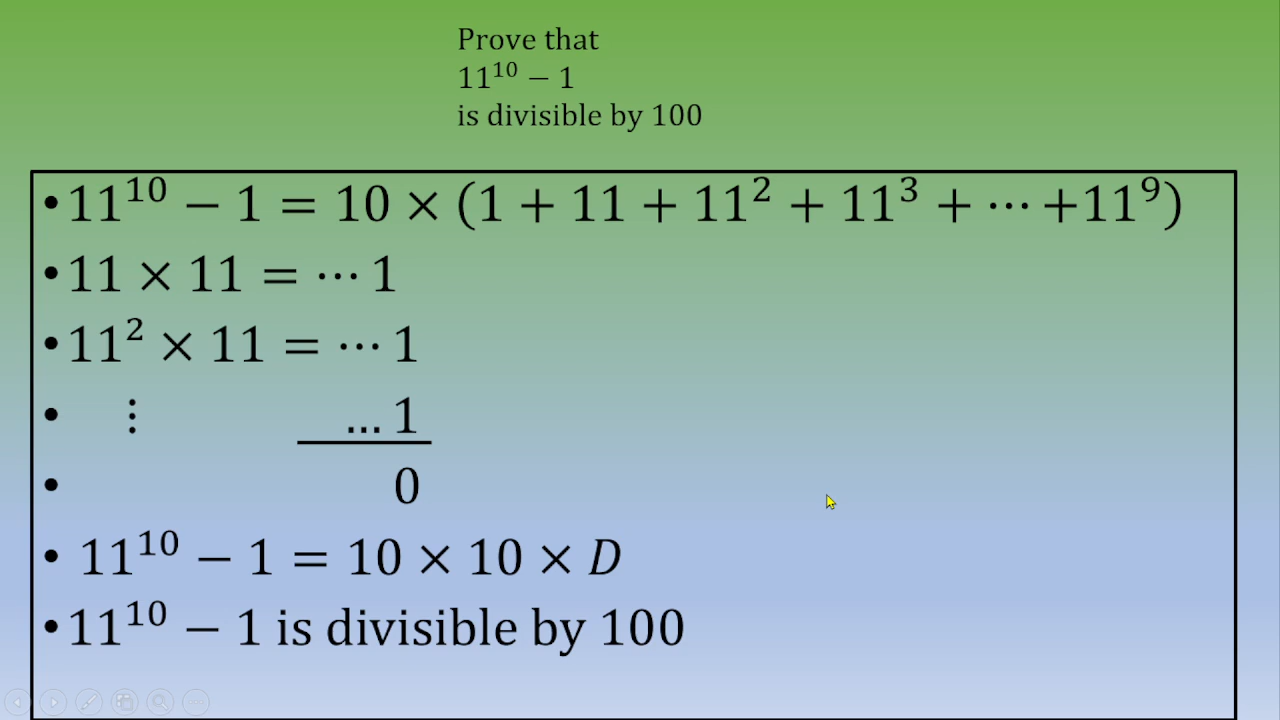 Prove that
11¹⁰ − 1
is divisible by 100
• 11¹⁰ − 1 = 10 × (1 + 11 + 11² + 11³ + ⋯ +11⁹)
• 11 × 11 = ⋯ 1
• 11² × 11 = ⋯ 1
• ⋮ ... 1
• 0
• 11¹⁰ − 1 = 10 × 10 × D
• 11¹⁰ − 1 is divisible by 100